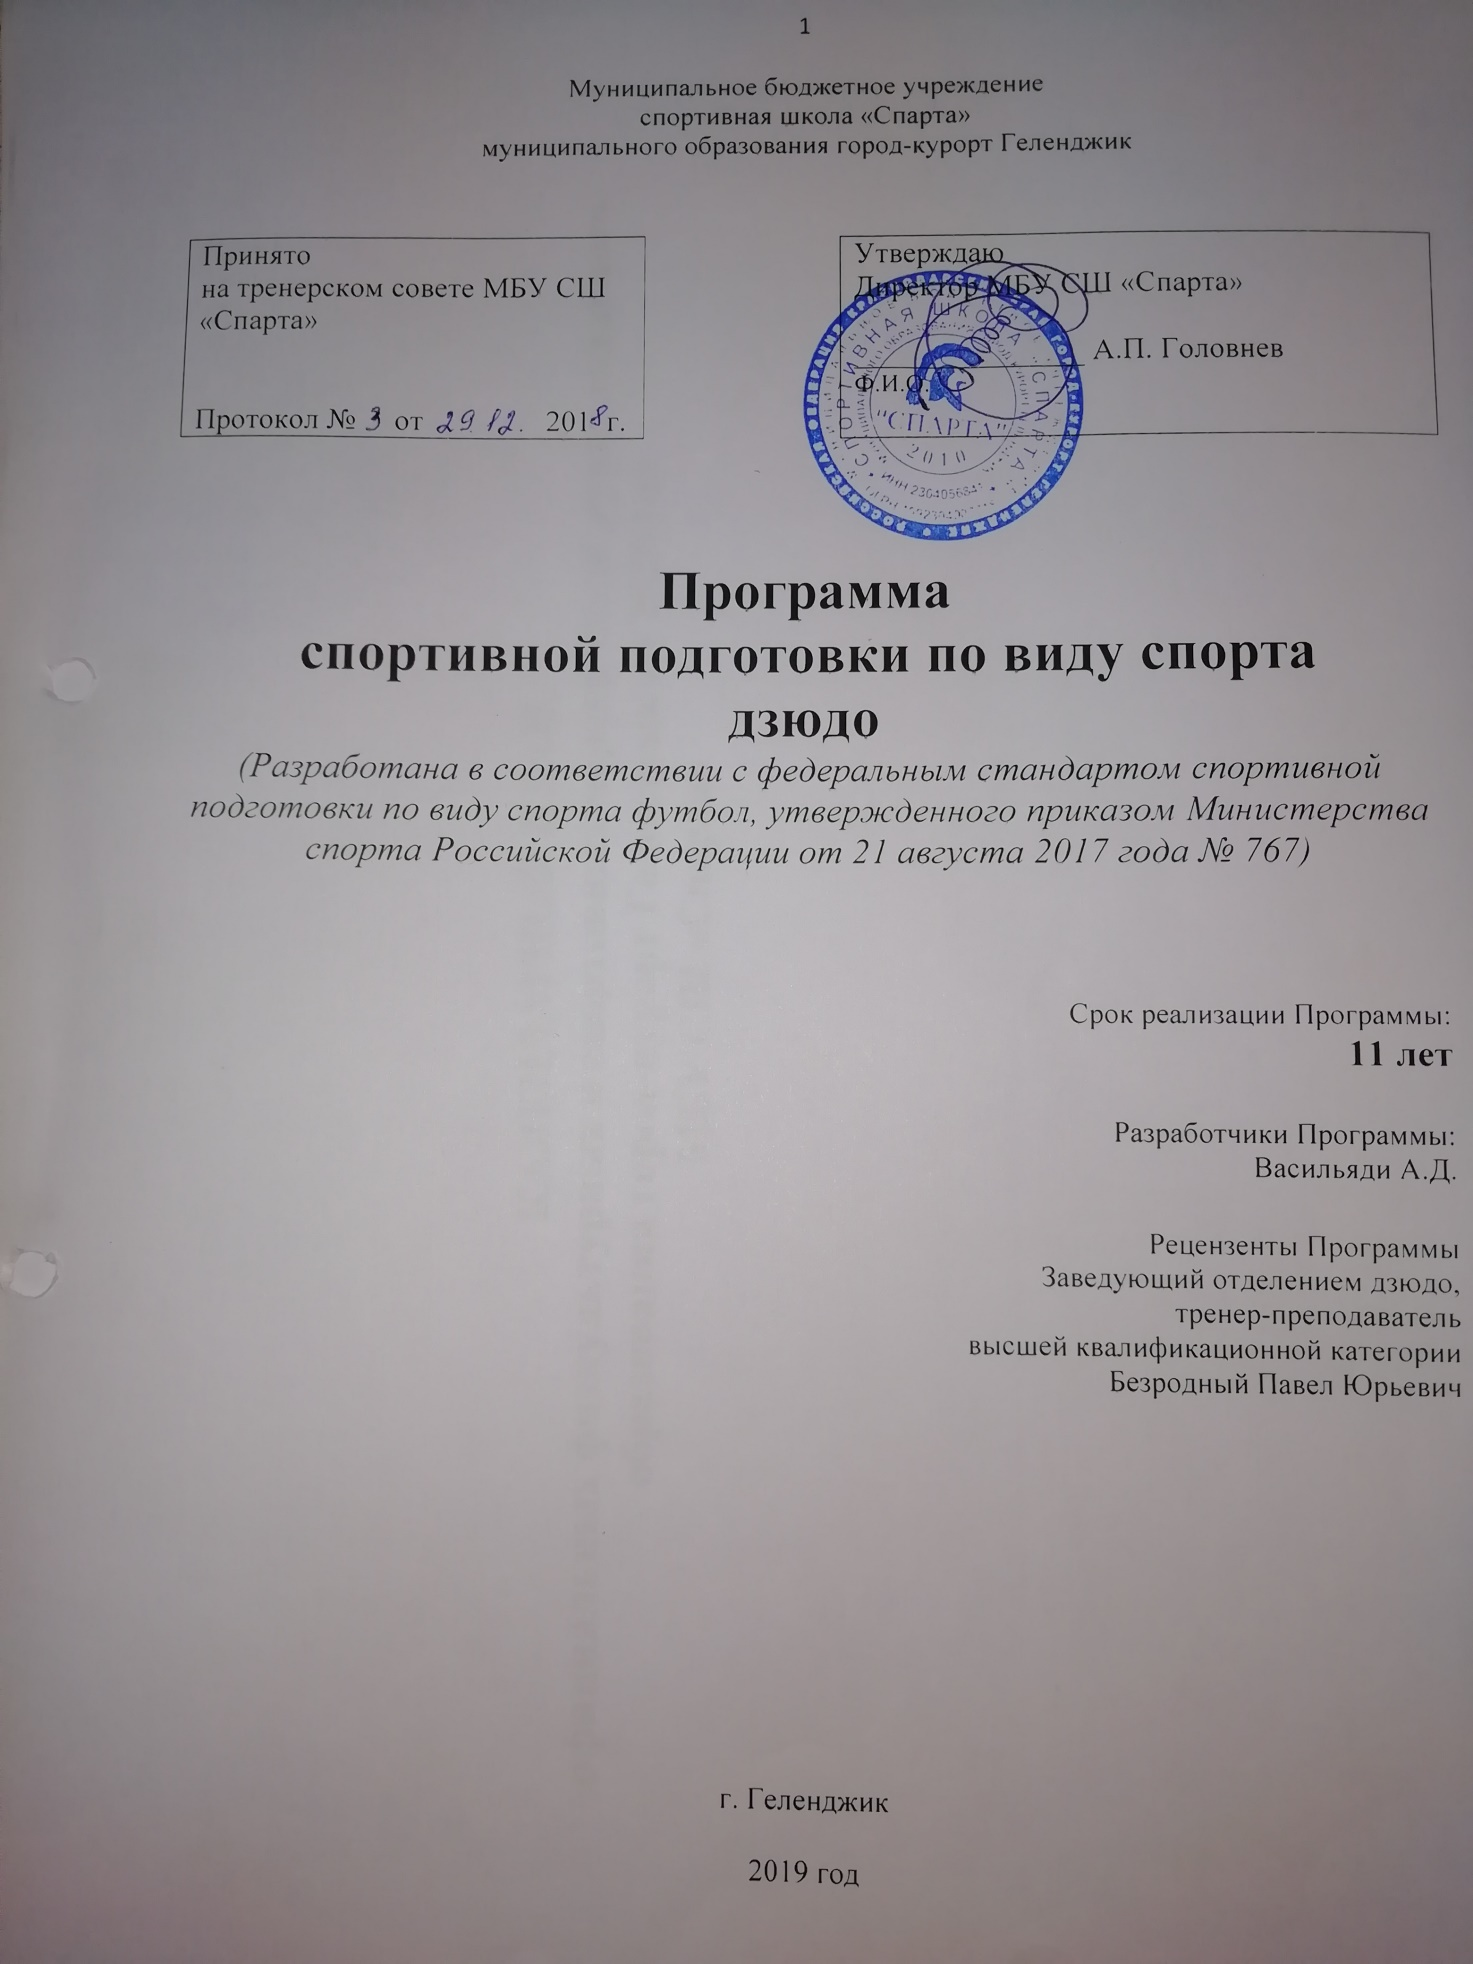 1
Муниципальное бюджетное учреждение
спортивная школа «Спарта»
муниципального образования город-курорт Геленджик
Принято
на тренерском совете МБУ СШ
«Спарта»
Протокол № 3 от 29.12. 2018г.
Утверждаю
Директор МБУ СШ «Спарта»
А.П. Головнев
Ф.И.О.
СПОРТИВНАЯ ШКОЛА "СПАРТА"
"СПАРТА"
2010
Программа
спортивной подготовки по виду спорта
дзюдо
(Разработана в соответствии с федеральным стандартом спортивной
подготовки по виду спорта футбол, утвержденного приказом Министерства
спорта Российской Федерации от 21 августа 2017 года № 767)
Срок реализации Программы:
11 лет
Разработчики Программы:
Васильяди А.Д.
Рецензенты Программы
Заведующий отделением дзюдо,
тренер-преподаватель
высшей квалификационной категории
Безродный Павел Юрьевич
г. Геленджик
2019 год